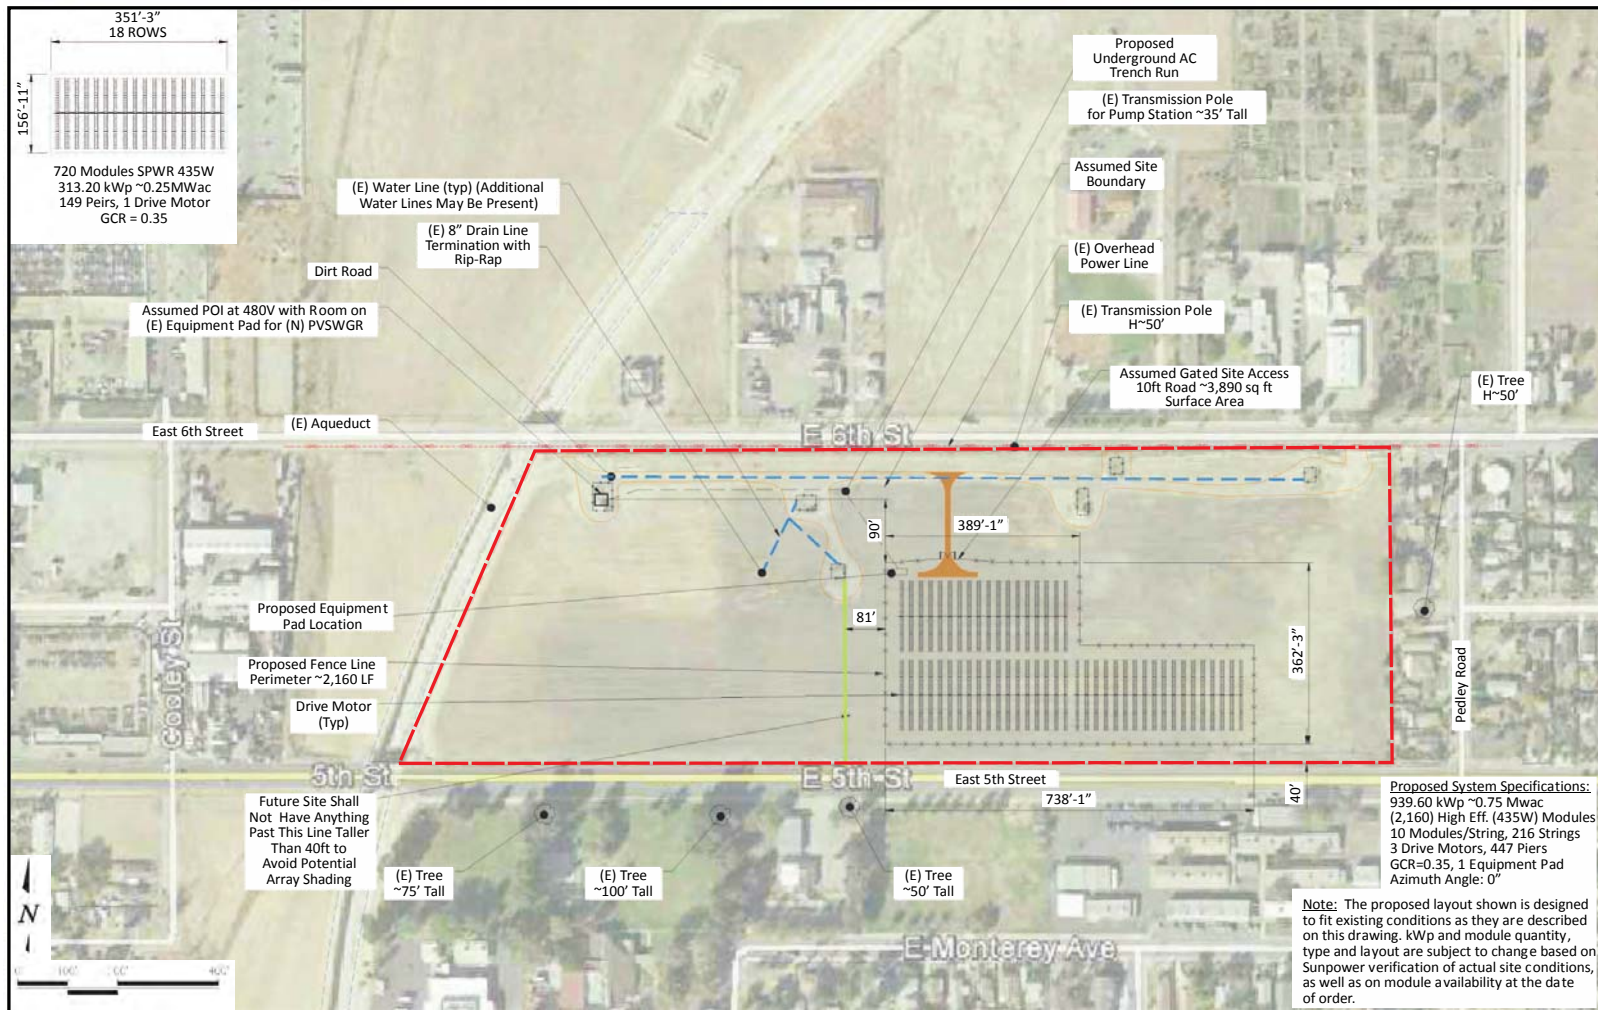 351'-3"
18 ROWS
156'-11"
720 Modules SPWR 435W
313.20 kWp ~0.25MWac
149 Peirs, 1 Drive Motor
GCR = 0.35
Proposed
Underground AC
Trench Run
(E) Transmission Pole
for Pump Station ~35' Tall
Assumed Site
Boundary
(E) Water Line (typ) (Additional
Water Lines May Be Present)
(E) 8" Drain Line
Termination with
Rip-Rap
(E) Overhead
Power Line
Dirt Road
Assumed POI at 480V with Room on
(E) Equipment Pad for (N) PVSWGR
(E) Transmission Pole
H~50'
Assumed Gated Site Access
10ft Road ~3,890 sq ft
Surface Area
(E) Tree
H~50'
East 6th Street
(E) Aqueduct
E 6th St
389'-1"
90'
Proposed Equipment
Pad Location
81'
362'-3"
Cooley St
Proposed Fence Line
Perimeter ~2,160 LF
Drive Motor
(Typ)
Pedley Road
5th St
E 5th St
East 5th Street
738'-1"
40'
Future Site Shall
Not Have Anything
Past This Line Taller
Than 40ft to
Avoid Potential
Array Shading
(E) Tree
~75' Tall
(E) Tree
~100' Tall
(E) Tree
~50' Tall
Proposed System Specifications:
939.60 kWp ~0.75 Mwac
(2,160) High Eff. (435W) Modules
10 Modules/String, 216 Strings
3 Drive Motors, 447 Piers
GCR=0.35, 1 Equipment Pad
Azimuth Angle: 0"
Note: The proposed layout shown is designed
to fit existing conditions as they are described
on this drawing. kWp and module quantity,
type and layout are subject to change based on
Sunpower verification of actual site conditions,
as well as on module availability at the date
of order.
E Monterey Ave
N
0' 100' 200' 400'